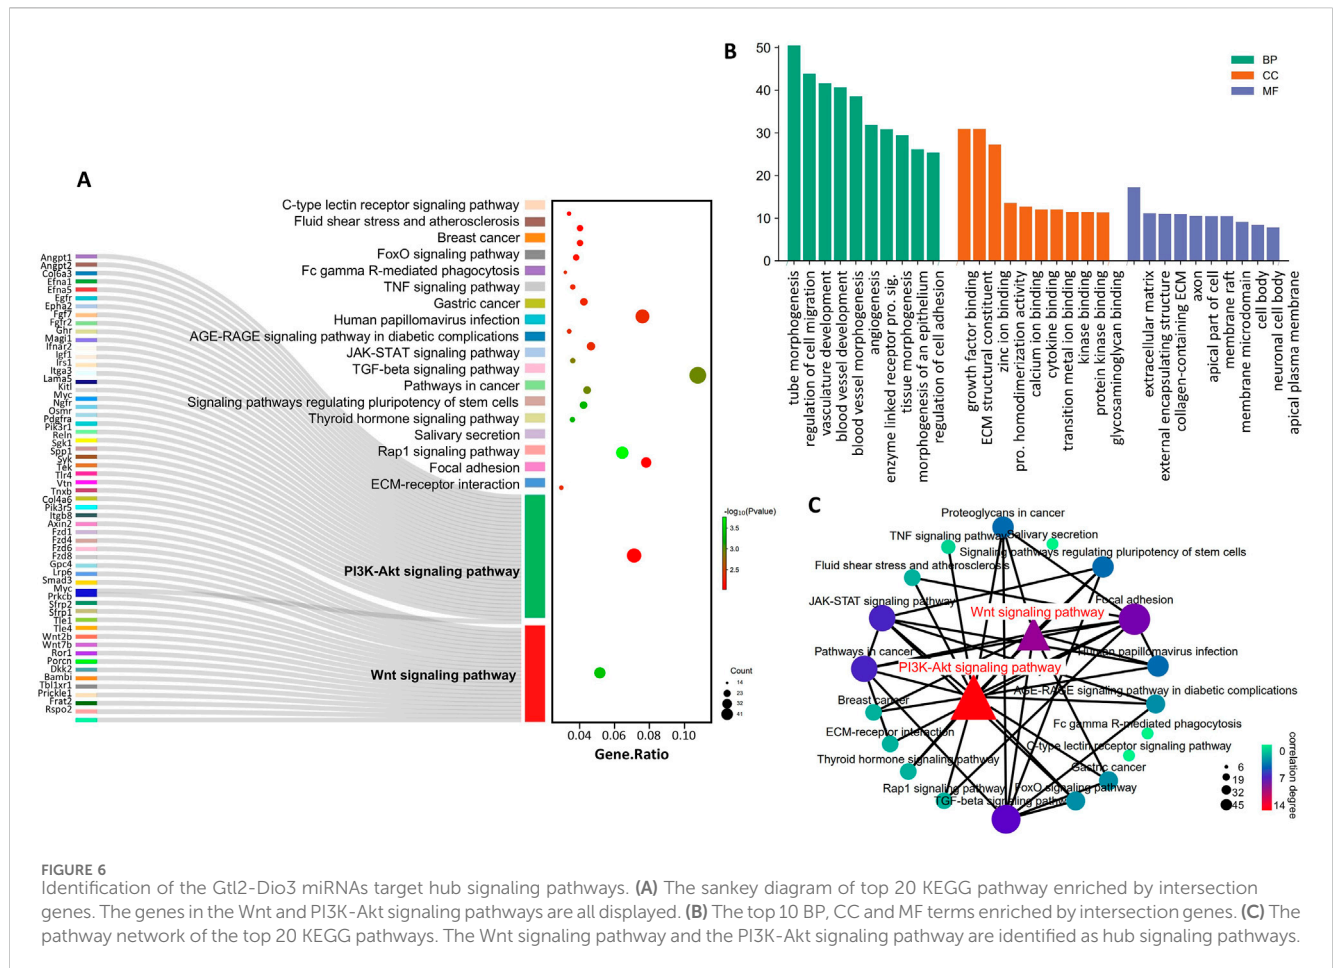 A
C-type lectin receptor signaling pathway
Fluid shear stress and atherosclerosis
Breast cancer
FoxO signaling pathway
Fc gamma R-mediated phagocytosis
TNF signaling pathway
Gastric cancer
Human papillomavirus infection
AGE-RAGE signaling pathway in diabetic complications
JAK-STAT signaling pathway
TGF-beta signaling pathway
Pathways in cancer
Signaling pathways regulating pluripotency of stem cells
Thyroid hormone signaling pathway
Salivary secretion
Rap1 signaling pathway
Focal adhesion
ECM-receptor interaction
PI3K-Akt signaling pathway
Wnt signaling pathway
Angpt1
Angpt2
Col6a3
Efna1
Efna5
Egfr
Epha2
Fgf7
Fgfr2
Ghr
Magi1
Ifnar2
Igf1
Irs1
Itga3
Lama5
Kitl
Myc
Ngfr
Osmr
Pdgfra
Pik3r1
Reln
Sgk1
Spp1
Syk
Tek
Tlr4
Vtn
Tnxb
Col4a6
Pik3r5
Itgb8
Axin2
Fzd1
Fzd4
Fzd6
Fzd8
Gpc4
Lrp6
Smad3
Myc
Prkcb
Sfrp2
Sfrp1
Tle1
Tle4
Wnt2b
Wnt7b
Ror1
Porcn
Dkk2
Bambi
Tbl1xr1
Prickle1
Frat2
Rspo2
0.04 0.06 0.08 0.10
Gene.Ratio
-log10(Pvalue)
3.5
3.0
2.5
Count
14
23
32
41
B
50
40
30
20
10
0
BP
CC
MF
tube morphogenesis
regulation of cell migration
vasculature development
blood vessel development
blood vessel morphogenesis
angiogenesis
enzyme linked receptor pro. sig.
tissue morphogenesis
morphogenesis of an epithelium
regulation of cell adhesion
growth factor binding
ECM structural constituent
zinc ion binding
pro. homodimerization activity
calcium ion binding
cytokine binding
transition metal ion binding
kinase binding
protein kinase binding
glycosaminoglycan binding
extracellular matrix
external encapsulating structure
collagen-containing ECM
axon
apical part of cell
membrane raft
membrane microdomain
cell body
neuronal cell body
apical plasma membrane
C
Proteoglycans in cancer
TNF signaling pathway
Salivary secretion
Signaling pathways regulating pluripotency of stem cells
Fluid shear stress and atherosclerosis
JAK-STAT signaling pathway
Focal adhesion
Wnt signaling pathway
Pathways in cancer
Human papillomavirus infection
PI3K-Akt signaling pathway
AGE-RAGE signaling pathway in diabetic complications
Breast cancer
Fc gamma R-mediated phagocytosis
ECM-receptor interaction
C-type lectin receptor signaling pathway
Thyroid hormone signaling pathway
Gastric cancer
Rap1 signaling pathway
FoxO signaling pathway
TGF-beta signaling pathway
6
19
32
45
0
7
14
correlation degree
FIGURE 6
Identification of the Gtl2-Dio3 miRNAs target hub signaling pathways. (A) The sankey diagram of top 20 KEGG pathway enriched by intersection
genes. The genes in the Wnt and PI3K-Akt signaling pathways are all displayed. (B) The top 10 BP, CC and MF terms enriched by intersection genes. (C) The
pathway network of the top 20 KEGG pathways. The Wnt signaling pathway and the PI3K-Akt signaling pathway are identified as hub signaling pathways.